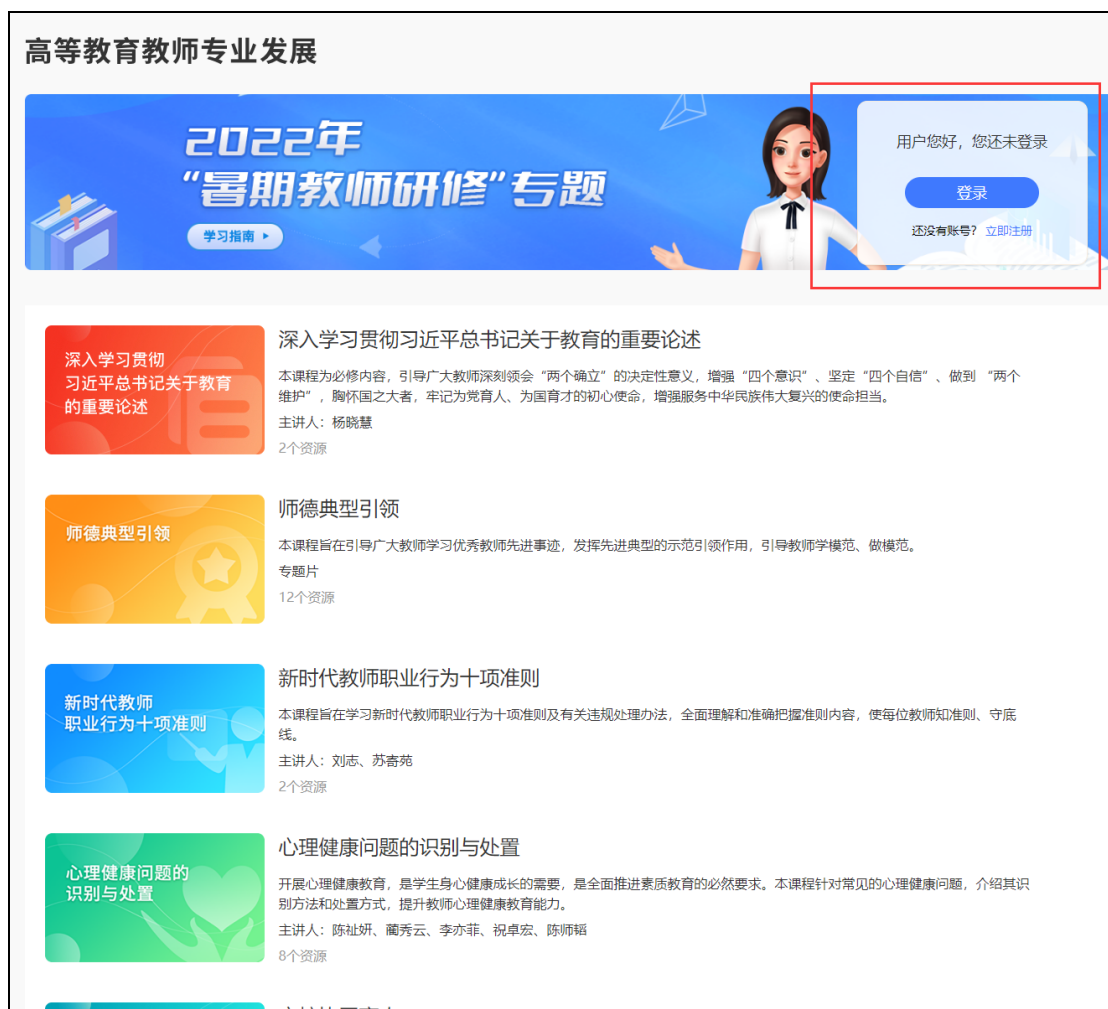 高等教育教师专业发展
2022年
“暑期教师研修”专题
学习指南
用户您好，您还未登录
登录
还没有账号? 立即注册
深入学习贯彻
习近平总书记关于教育
的重要论述
深入学习贯彻习近平总书记关于教育的重要论述
本课程为必修内容，引导广大教师深刻领会“两个确立”的决定性意义，增强“四个意识”、坚定“四个自信”、做到 “两个
维护”，胸怀国之大者，牢记为党育人、为国育才的初心使命，增强服务中华民族伟大复兴的使命担当。
主讲人：杨晓慧
2个资源
师德典型引领
师德典型引领
本课程旨在引导广大教师学习优秀教师先进事迹，发挥先进典型的示范引领作用，引导教师学模范、做模范。
专题片
12个资源
新时代教师
职业行为十项准则
新时代教师职业行为十项准则
本课程旨在学习新时代教师职业行为十项准则及有关违规处理办法，全面理解和准确把握准则内容，使每位教师知准则、守底
线。
主讲人：刘志、苏寄苑
2个资源
心理健康问题的
识别与处置
心理健康问题的识别与处置
开展心理健康教育，是学生身心健康成长的需要，是全面推进素质教育的必然要求。本课程针对常见的心理健康问题，介绍其识
别方法和处置方式，提升教师心理健康教育能力。
主讲人：陈祉妍、蔺秀云、李亦菲、祝卓宏、陈师韬
8个资源